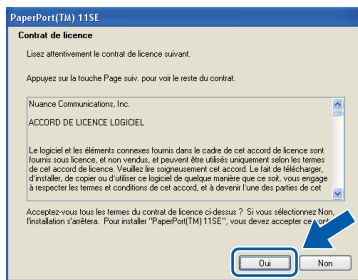 PaperPort(TM) 11SE
Contrat de licence
Lisez attentivement le contrat de licence suivant.
Appuyez sur la touche Page suiv. pour voir le reste du contrat.
Nuance Communications, Inc.
ACCORD DE LICENCE LOGICIEL
Le logiciel et les éléments connexes fournis dans le cadre de cet accord de licence sont
fournis sous licence, et non vendus, et peuvent être utilisés uniquement selon les termes
de cet accord de licence. Veuillez lire soigneusement cet accord. Le fait de télécharger,
d'installer, de copier ou d'utiliser ce logiciel de quelque manière que ce soit, vous engage
à respecter les termes et conditions de cet accord, et à devenir l'une des parties de cet
Acceptez-vous tous les termes du contrat de licence ci-dessus ? Si vous sélectionnez Non,
l'installation s'arrêtera. Pour installer "PaperPort(TM) 11SE", vous devez accepter ce
Oui
Non